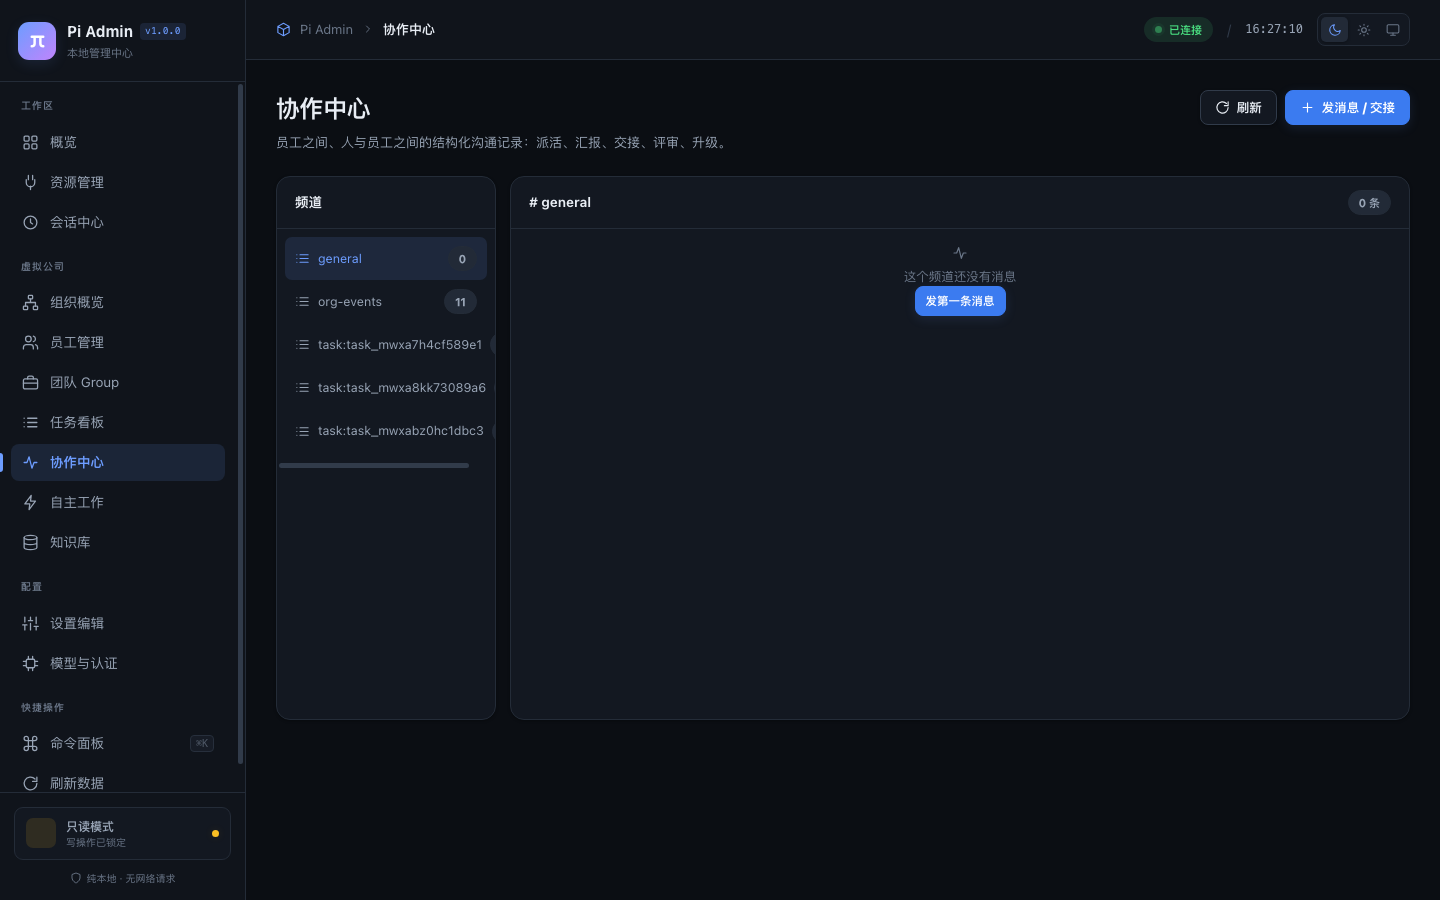 π
Pi Admin v1.0.0
本地管理中心
工作区
概览
资源管理
会话中心
虚拟公司
组织概览
员工管理
团队 Group
任务看板
协作中心
自主工作
知识库
配置
设置编辑
模型与认证
快捷操作
命令面板 ⌘K
刷新数据
只读模式
写操作已锁定
纯本地 · 无网络请求
Pi Admin 协作中心
已连接 / 16:27:10
协作中心
刷新
发消息 / 交接
员工之间、人与员工之间的结构化沟通记录：派活、汇报、交接、评审、升级。
频道
general 0
org-events 11
task:task_mwxa7h4cf589e1
task:task_mwxa8kk73089a6
task:task_mwxabz0hc1dbc3
# general 0 条
这个频道还没有消息
发第一条消息